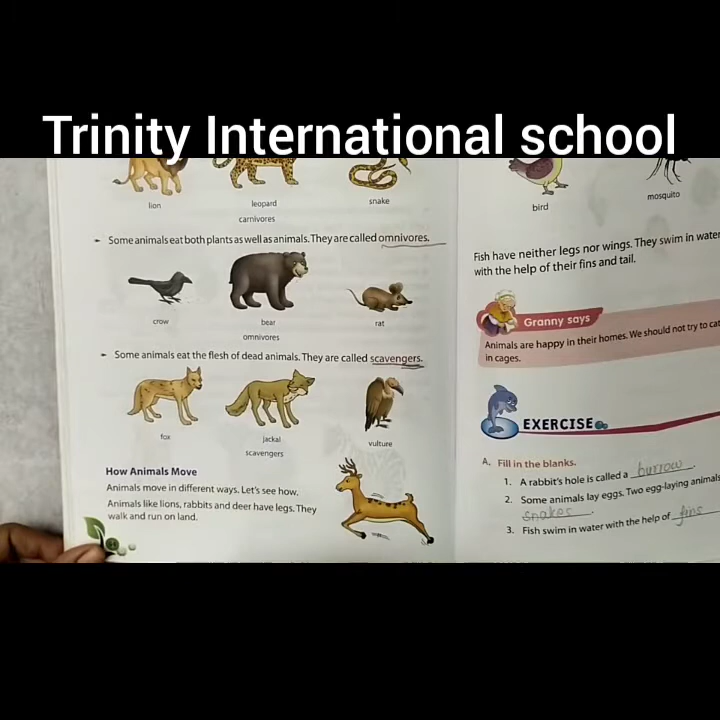 Trinity International school
lion
leopard
snake
carnivores
Some animals eat both plants as well as animals. They are called omnivores.
crow
bear
rat
omnivores
Some animals eat the flesh of dead animals. They are called scavengers.
fox
jackal
vulture
scavengers
How Animals Move
Animals move in different ways. Let's see how.
Animals like lions, rabbits and deer have legs. They
walk and run on land.
bird
mosquito
Fish have neither legs nor wings. They swim in water
with the help of their fins and tail.
Granny says
Animals are happy in their homes. We should not try to
in cages.
EXERCISE
A. Fill in the blanks.
1. A rabbit's hole is called a burrow.
2. Some animals lay eggs. Two egg-laying animals
snakes.
3. Fish swim in water with the help of fins